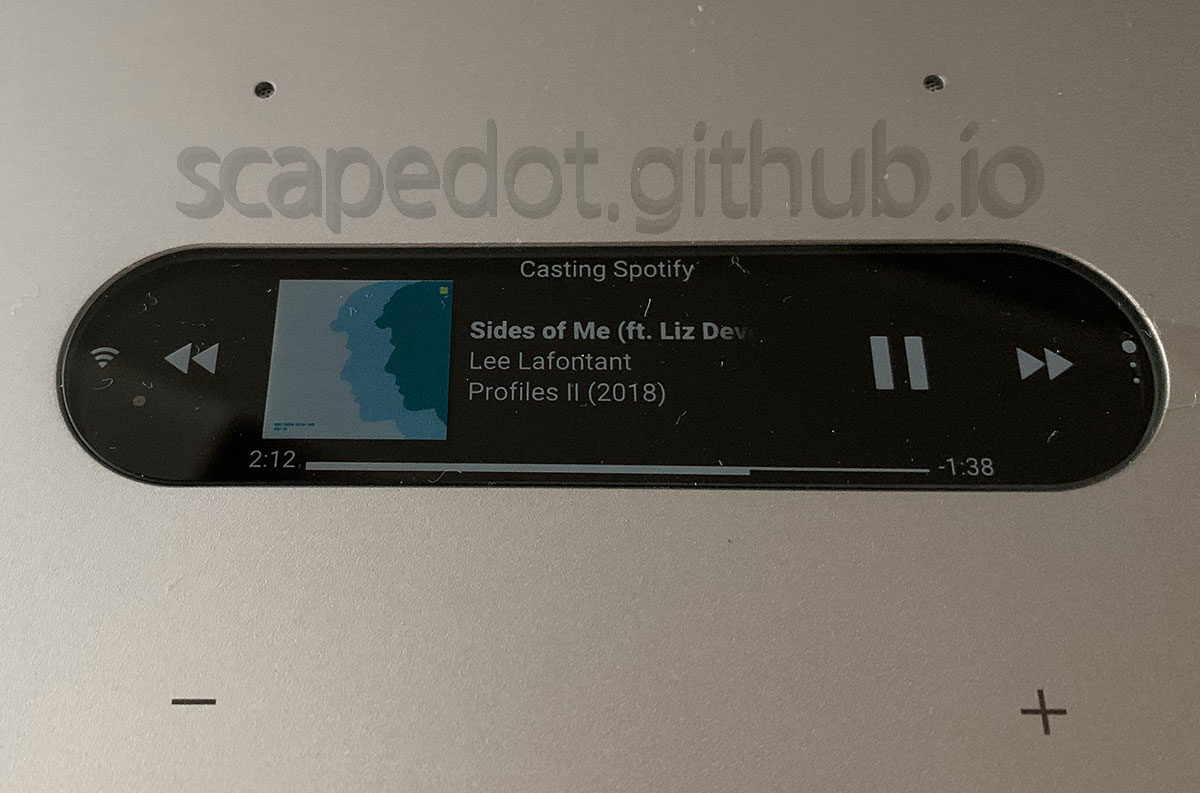 scapedot.github.io
Casting Spotify
Sides of Me (ft. Liz Dev
Lee Lafontant
Profiles II (2018)
2:12
-1:38